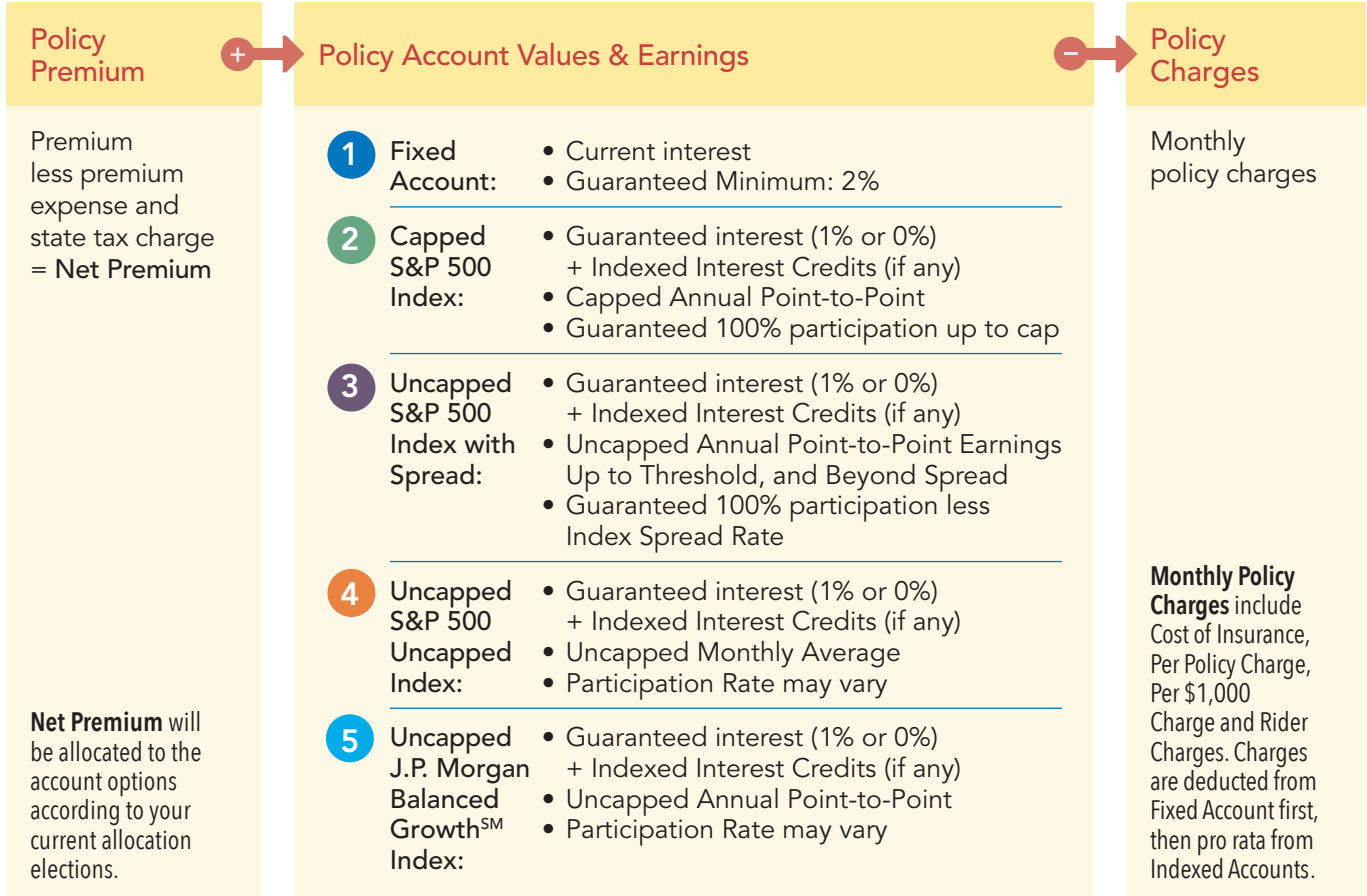 Policy
Premium
+
Policy Account Values & Earnings
−
Policy
Charges
Premium
less premium
expense and
state tax charge
= Net Premium
Net Premium will
be allocated to the
account options
according to your
current allocation
elections.
1
Fixed
Account:
• Current interest
• Guaranteed Minimum: 2%
2
Capped
S&P 500
Index:
• Guaranteed interest (1% or 0%)
+ Indexed Interest Credits (if any)
• Capped Annual Point-to-Point
• Guaranteed 100% participation up to cap
3
Uncapped
S&P 500
Index with
Spread:
• Guaranteed interest (1% or 0%)
+ Indexed Interest Credits (if any)
• Uncapped Annual Point-to-Point Earnings
Up to Threshold, and Beyond Spread
• Guaranteed 100% participation less
Index Spread Rate
4
Uncapped
S&P 500
Uncapped
Index:
• Guaranteed interest (1% or 0%)
+ Indexed Interest Credits (if any)
• Uncapped Monthly Average
• Participation Rate may vary
5
Uncapped
J.P. Morgan
Balanced
Growth℠
Index:
• Guaranteed interest (1% or 0%)
+ Indexed Interest Credits (if any)
• Uncapped Annual Point-to-Point
• Participation Rate may vary
Monthly
policy charges
Monthly Policy
Charges include
Cost of Insurance,
Per Policy Charge,
Per $1,000
Charge and Rider
Charges. Charges
are deducted from
Fixed Account first,
then pro rata from
Indexed Accounts.